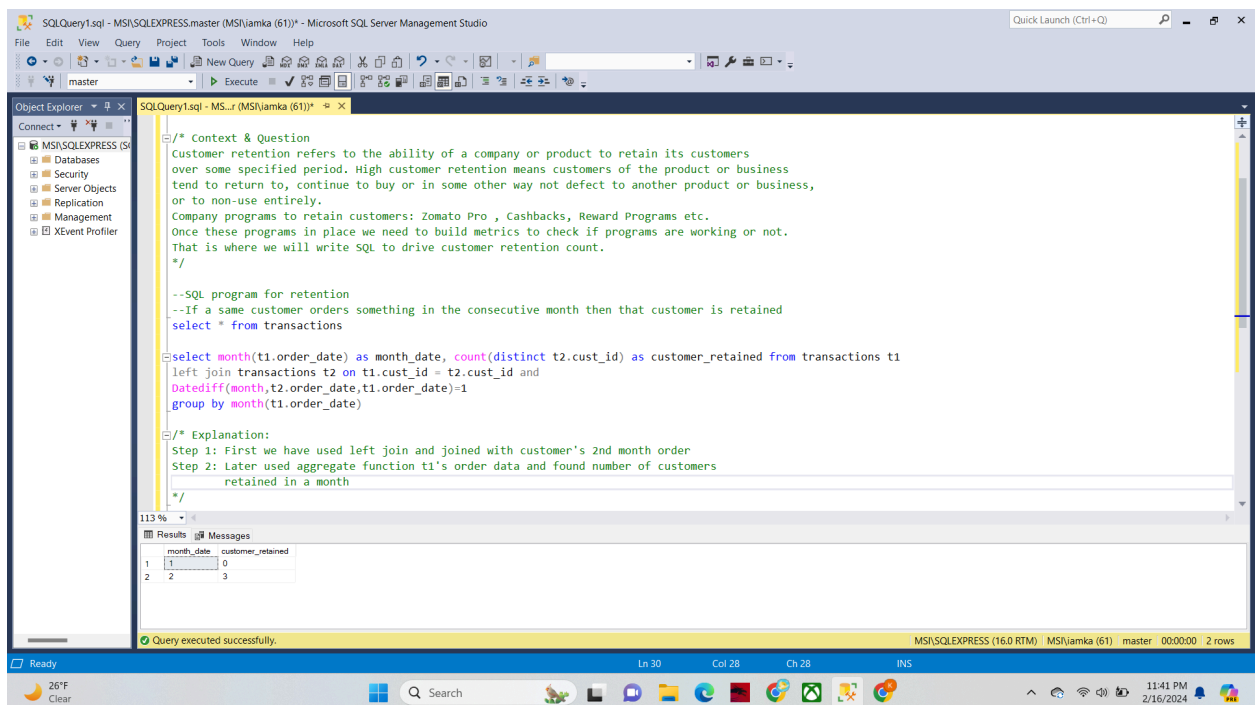 SQLQuery1.sql - MSI\SQLEXPRESS.master (MSI\iamka (61))* - Microsoft SQL Server Management Studio
Quick Launch (Ctrl+Q)
File Edit View Query Project Tools Window Help
New Query
master
Execute
Object Explorer
SQLQuery1.sql - MS...r (MSI\iamka (61))*
Connect
MSI\SQLEXPRESS (S
Databases
Security
Server Objects
Replication
Management
XEvent Profiler
/* Context & Question
Customer retention refers to the ability of a company or product to retain its customers
over some specified period. High customer retention means customers of the product or business
tend to return to, continue to buy or in some other way not defect to another product or business,
or to non-use entirely.
Company programs to retain customers: Zomato Pro , Cashbacks, Reward Programs etc.
Once these programs in place we need to build metrics to check if programs are working or not.
That is where we will write SQL to drive customer retention count.
*/
--SQL program for retention
--If a same customer orders something in the consecutive month then that customer is retained
select * from transactions
select month(t1.order_date) as month_date, count(distinct t2.cust_id) as customer_retained from transactions t1
left join transactions t2 on t1.cust_id = t2.cust_id and
Datediff(month,t2.order_date,t1.order_date)=1
group by month(t1.order_date)
/* Explanation:
Step 1: First we have used left join and joined with customer's 2nd month order
Step 2: Later used aggregate function t1's order data and found number of customers
retained in a month
*/
113 %
Results Messages
month_date customer_retained
1 1 0
2 2 3
Query executed successfully.
MSI\SQLEXPRESS (16.0 RTM) MSI\iamka (61) master 00:00:00 2 rows
Ready
Ln 30 Col 28 Ch 28 INS
26°F
Clear
Search
11:41 PM
2/16/2024